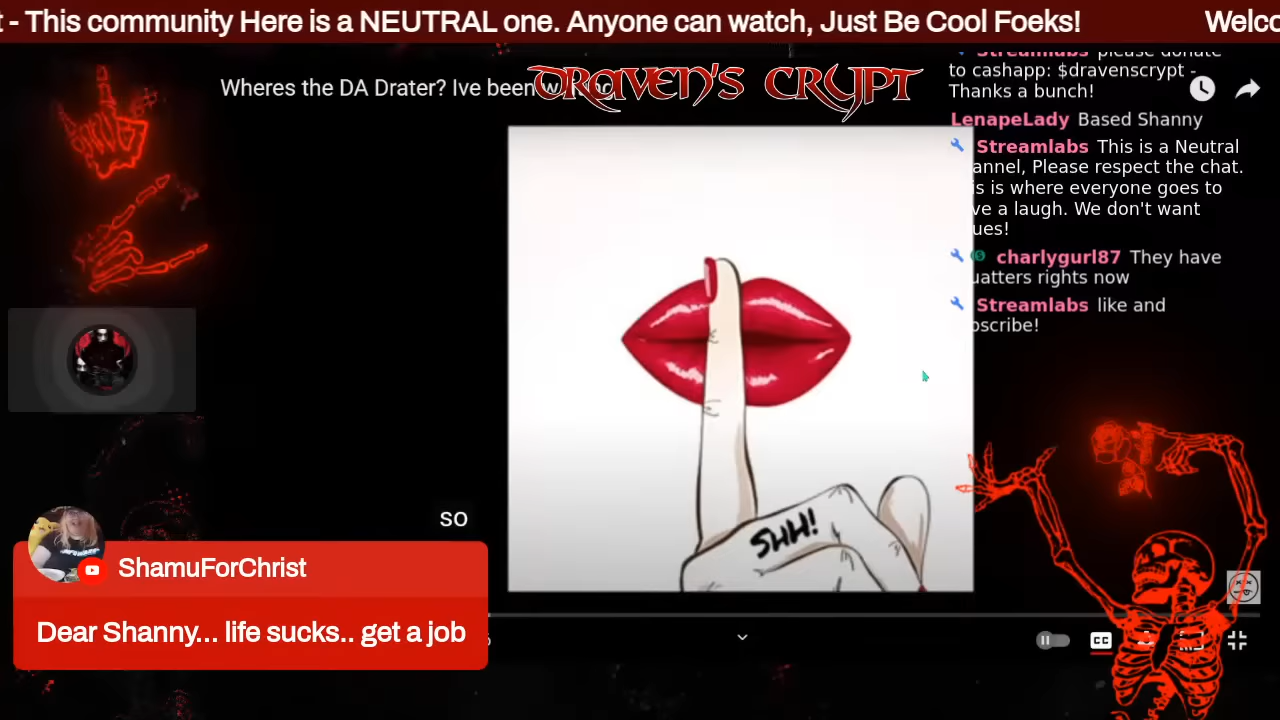 t - This community Here is a NEUTRAL one. Anyone can watch, Just Be Cool Foeks! Welco
Wheres the DA Drater? Ive been
DRAVEN'S CRYPT
Streamlabs please donate
to cashapp: $dravenscrypt -
Thanks a bunch!
LenapeLady Based Shanny
Streamlabs This is a Neutral
annel, Please respect the chat.
is is where everyone goes to
ve a laugh. We don't want
ues!
charlygurl87 They have
uatters rights now
Streamlabs like and
bscribe!
SHH!
so
ShamuForChrist
Dear Shanny... life sucks.. get a job
CC